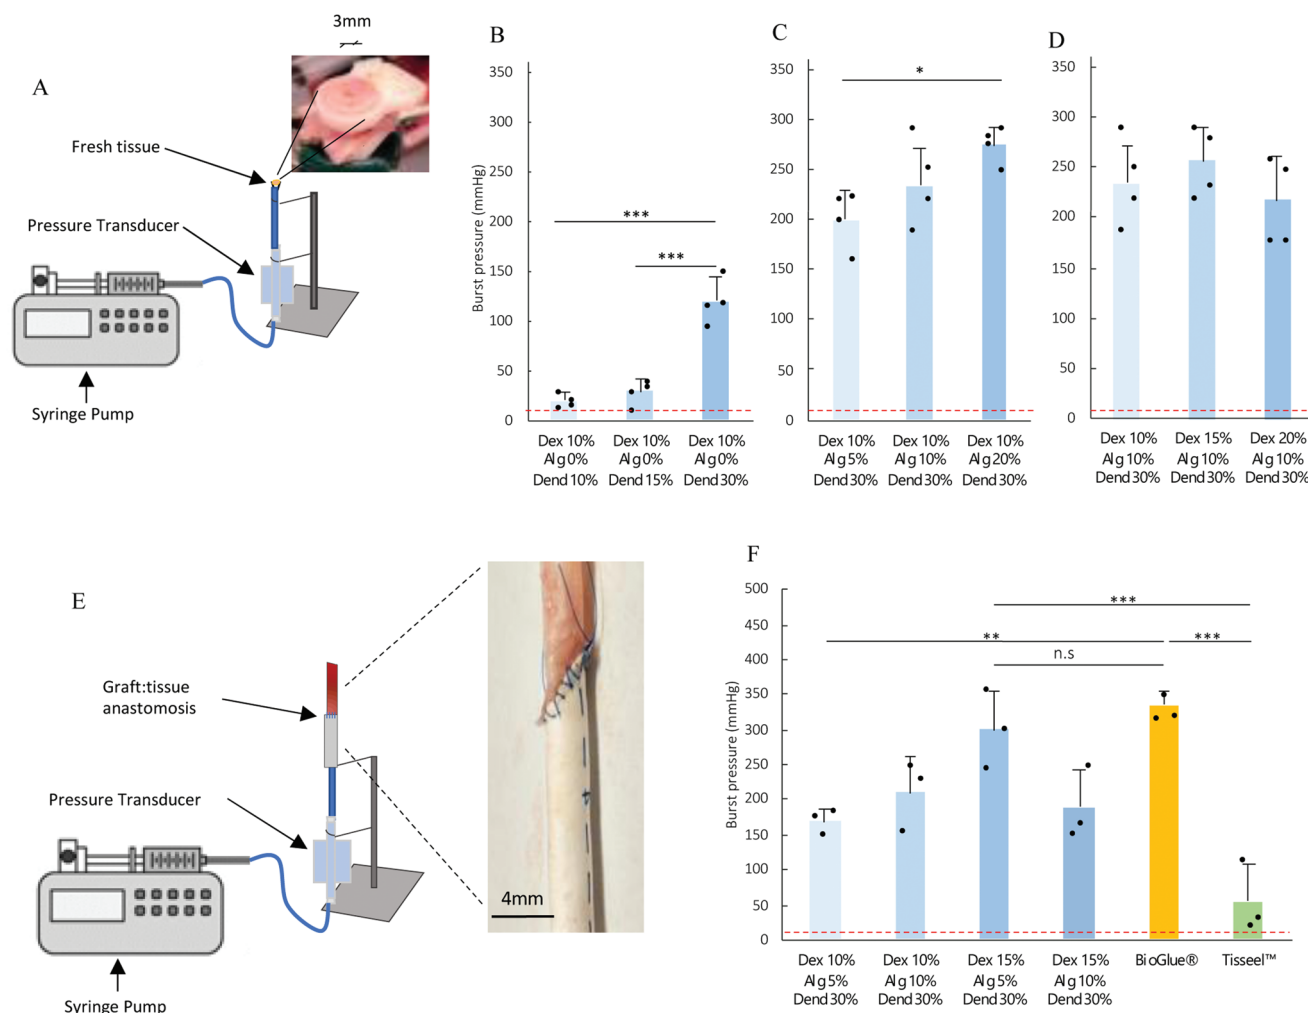 A
3mm
Fresh tissue
Pressure Transducer
Syringe Pump
B
Burst pressure (mmHg)
350
300
250
200
150
100
50
0
***
***
Dex 10% Dex 10% Dex 10%
Alg 0% Alg 0% Alg 0%
Dend 10% Dend 15% Dend 30%
C
350
300
250
200
150
100
50
0
*
Dex 10% Dex 10% Dex 10%
Alg 5% Alg 10% Alg 20%
Dend 30% Dend 30% Dend 30%
D
350
300
250
200
150
100
50
0
Dex 10% Dex 15% Dex 20%
Alg 10% Alg 10% Alg 10%
Dend 30% Dend 30% Dend 30%
E
Graft:tissue
anastomosis
Pressure Transducer
Syringe Pump
4mm
F
Burst pressure (mmHg)
500
450
400
350
300
250
200
150
100
50
0
***
** ***
n.s
Dex 10% Dex 10% Dex 15% Dex 15% BioGlue® Tisseel™
Alg 5% Alg 10% Alg 5% Alg 10%
Dend 30% Dend 30% Dend 30% Dend 30%